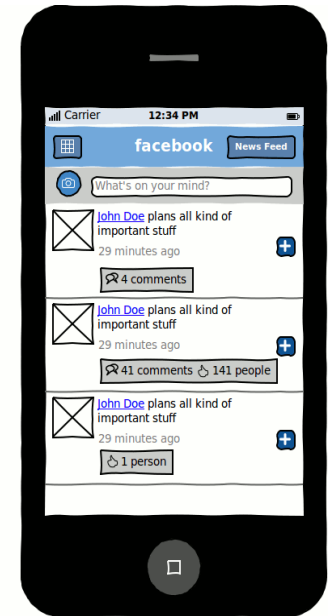 Carrier 12:34 PM
facebook News Feed
What's on your mind?
John Doe plans all kind of
important stuff
29 minutes ago
4 comments
John Doe plans all kind of
important stuff
29 minutes ago
41 comments 141 people
John Doe plans all kind of
important stuff
29 minutes ago
1 person